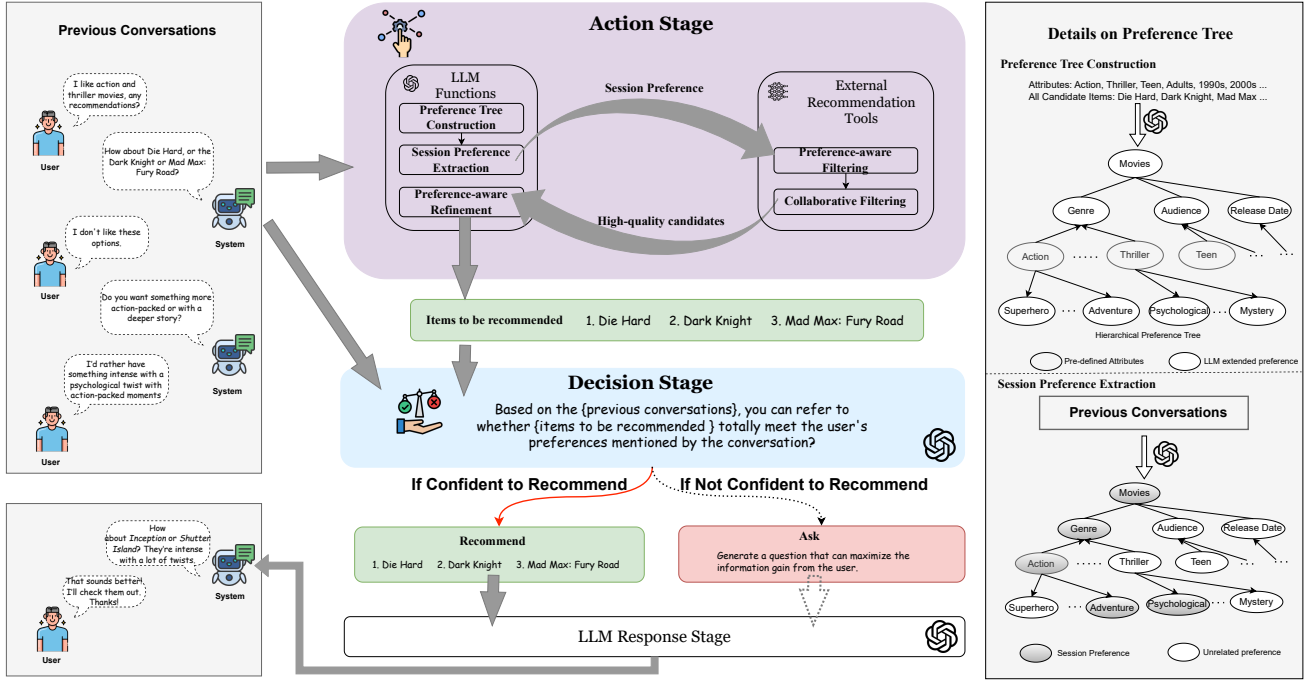 Previous Conversations
I like action and
thriller movies, any
recommendations?
User
How about Die Hard, or the
Dark Knight or Mad Max:
Fury Road?
System
I don't like these
options.
User
Do you want something more
action-packed or with a
deeper story?
System
I'd rather have
something intense with a
psychological twist with
action-packed moments
User
How
about Inception or Shutter
Island? They're intense
with a lot of twists.
System
That sounds better!
I'll check them out.
Thanks!
User
Action Stage
LLM
Functions
Preference Tree
Construction
Session Preference
Extraction
Preference-aware
Refinement
Session Preference
High-quality candidates
External
Recommendation
Tools
Preference-aware
Filtering
Collaborative Filtering
Items to be recommended 1. Die Hard 2. Dark Knight 3. Mad Max: Fury Road
Decision Stage
Based on the {previous conversations}, you can refer to
whether {items to be recommended } totally meet the user's
preferences mentioned by the conversation?
If Confident to Recommend
If Not Confident to Recommend
Recommend
1. Die Hard 2. Dark Knight 3. Mad Max: Fury Road
Ask
Generate a question that can maximize the
information gain from the user.
LLM Response Stage
Details on Preference Tree
Preference Tree Construction
Attributes: Action, Thriller, Teen, Adults, 1990s, 2000s ...
All Candidate Items: Die Hard, Dark Knight, Mad Max ...
Movies
Genre Audience Release Date
Action ..... Thriller Teen ...
Superhero ... Adventure Psychological ... Mystery ...
Hierarchical Preference Tree
Pre-defined Attributes LLM extended preference
Session Preference Extraction
Previous Conversations
Movies
Genre Audience Release Date
Action ..... Thriller Teen ...
Superhero ... Adventure Psychological ... Mystery ...
Session Preference Unrelated preference